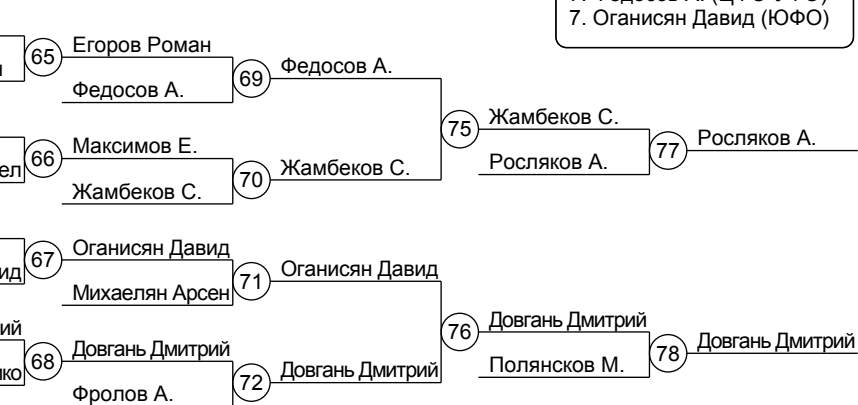 7. Оганисян Давид (ЮФО)
65
Егоров Роман
Федосов А.
69
Федосов А.
66
Максимов Е.
Жамбеков С.
70
Жамбеков С.
75
Жамбеков С.
Росляков А.
77
Росляков А.
67
Оганисян Давид
Михаелян Арсен
71
Оганисян Давид
68
Довгань Дмитрий
Фролов А.
72
Довгань Дмитрий
76
Довгань Дмитрий
Полянсков М.
78
Довгань Дмитрий